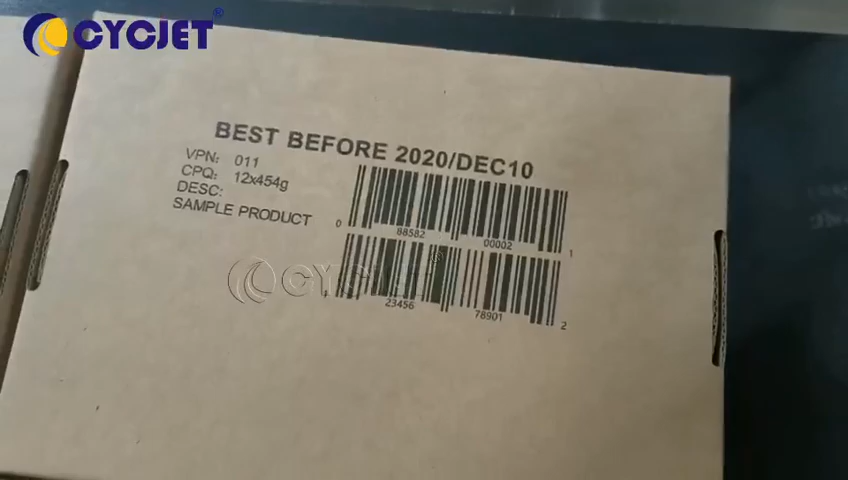 CYCJET®
BEST BEFORE 2020/DEC10
VPN: 011
CPQ: 12x454g
DESC:
SAMPLE PRODUCT
0 88582 00002 1
CYCJET®
1 23456 78901 2